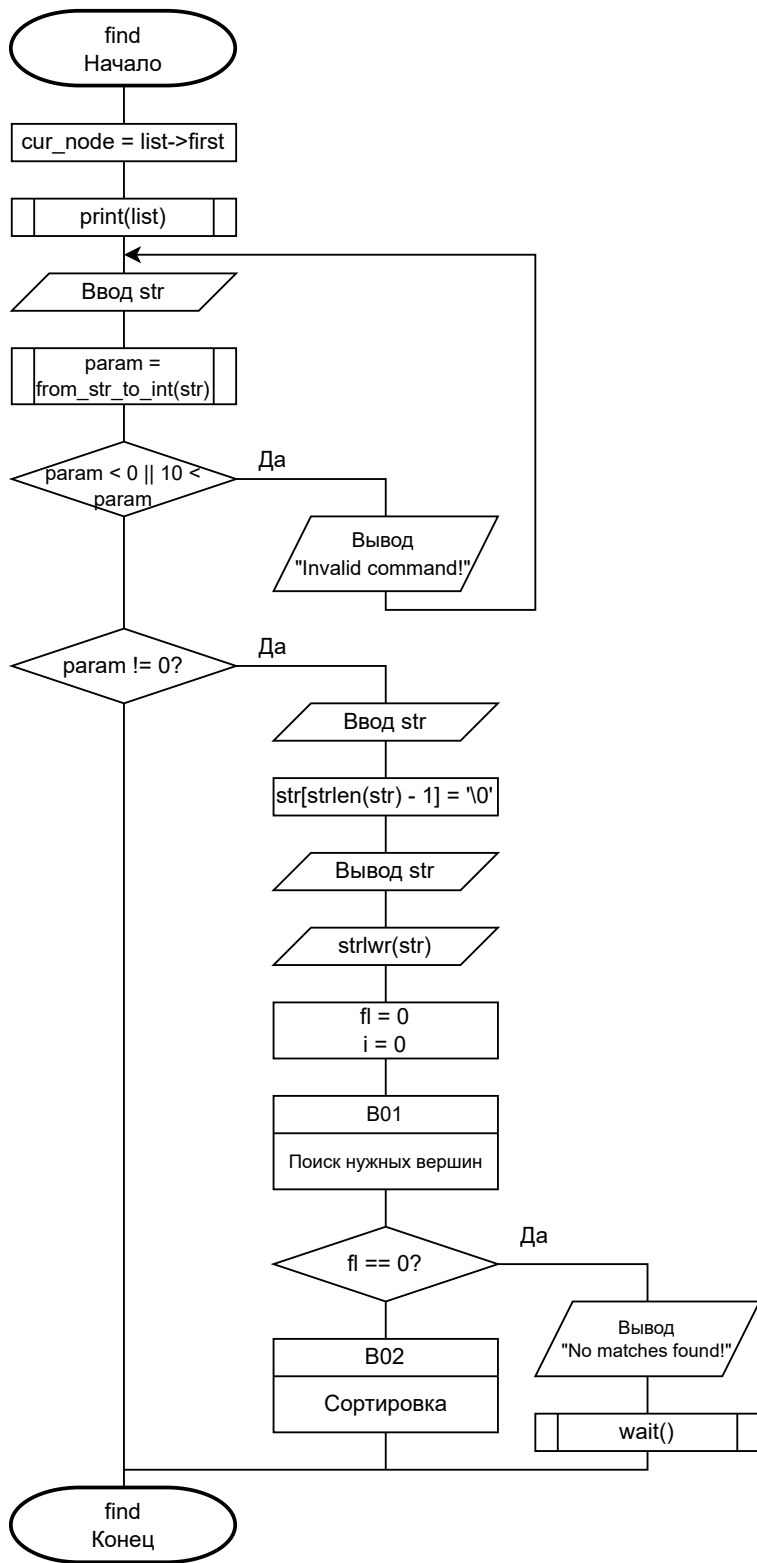 find
Начало
cur_node = list->first
print(list)
Ввод str
param =
from_str_to_int(str)
param < 0 || 10 <
param
Да
Вывод
"Invalid command!"
param != 0?
Да
Ввод str
str[strlen(str) - 1] = '\0'
Вывод str
strlwr(str)
fl = 0
i = 0
B01
Поиск нужных вершин
fl == 0?
Да
Вывод
"No matches found!"
B02
Сортировка
wait()
find
Конец